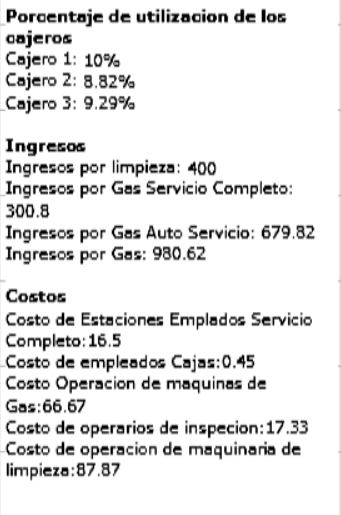 Porcentaje de utilizacion de los
cajeros
Cajero 1: 10%
Cajero 2: 8.82%
Cajero 3: 9.29%
Ingresos
Ingresos por limpieza: 400
Ingresos por Gas Servicio Completo:
300.8
Ingresos por Gas Auto Servicio: 679.82
Ingresos por Gas: 980.62
Costos
Costo de Estaciones Emplados Servicio
Completo:16.5
Costo de empleados Cajas:0.45
Costo Operacion de maquinas de
Gas:66.67
Costo de operarios de inspecion:17.33
Costo de operacion de maquinaria de
limpieza:87.87